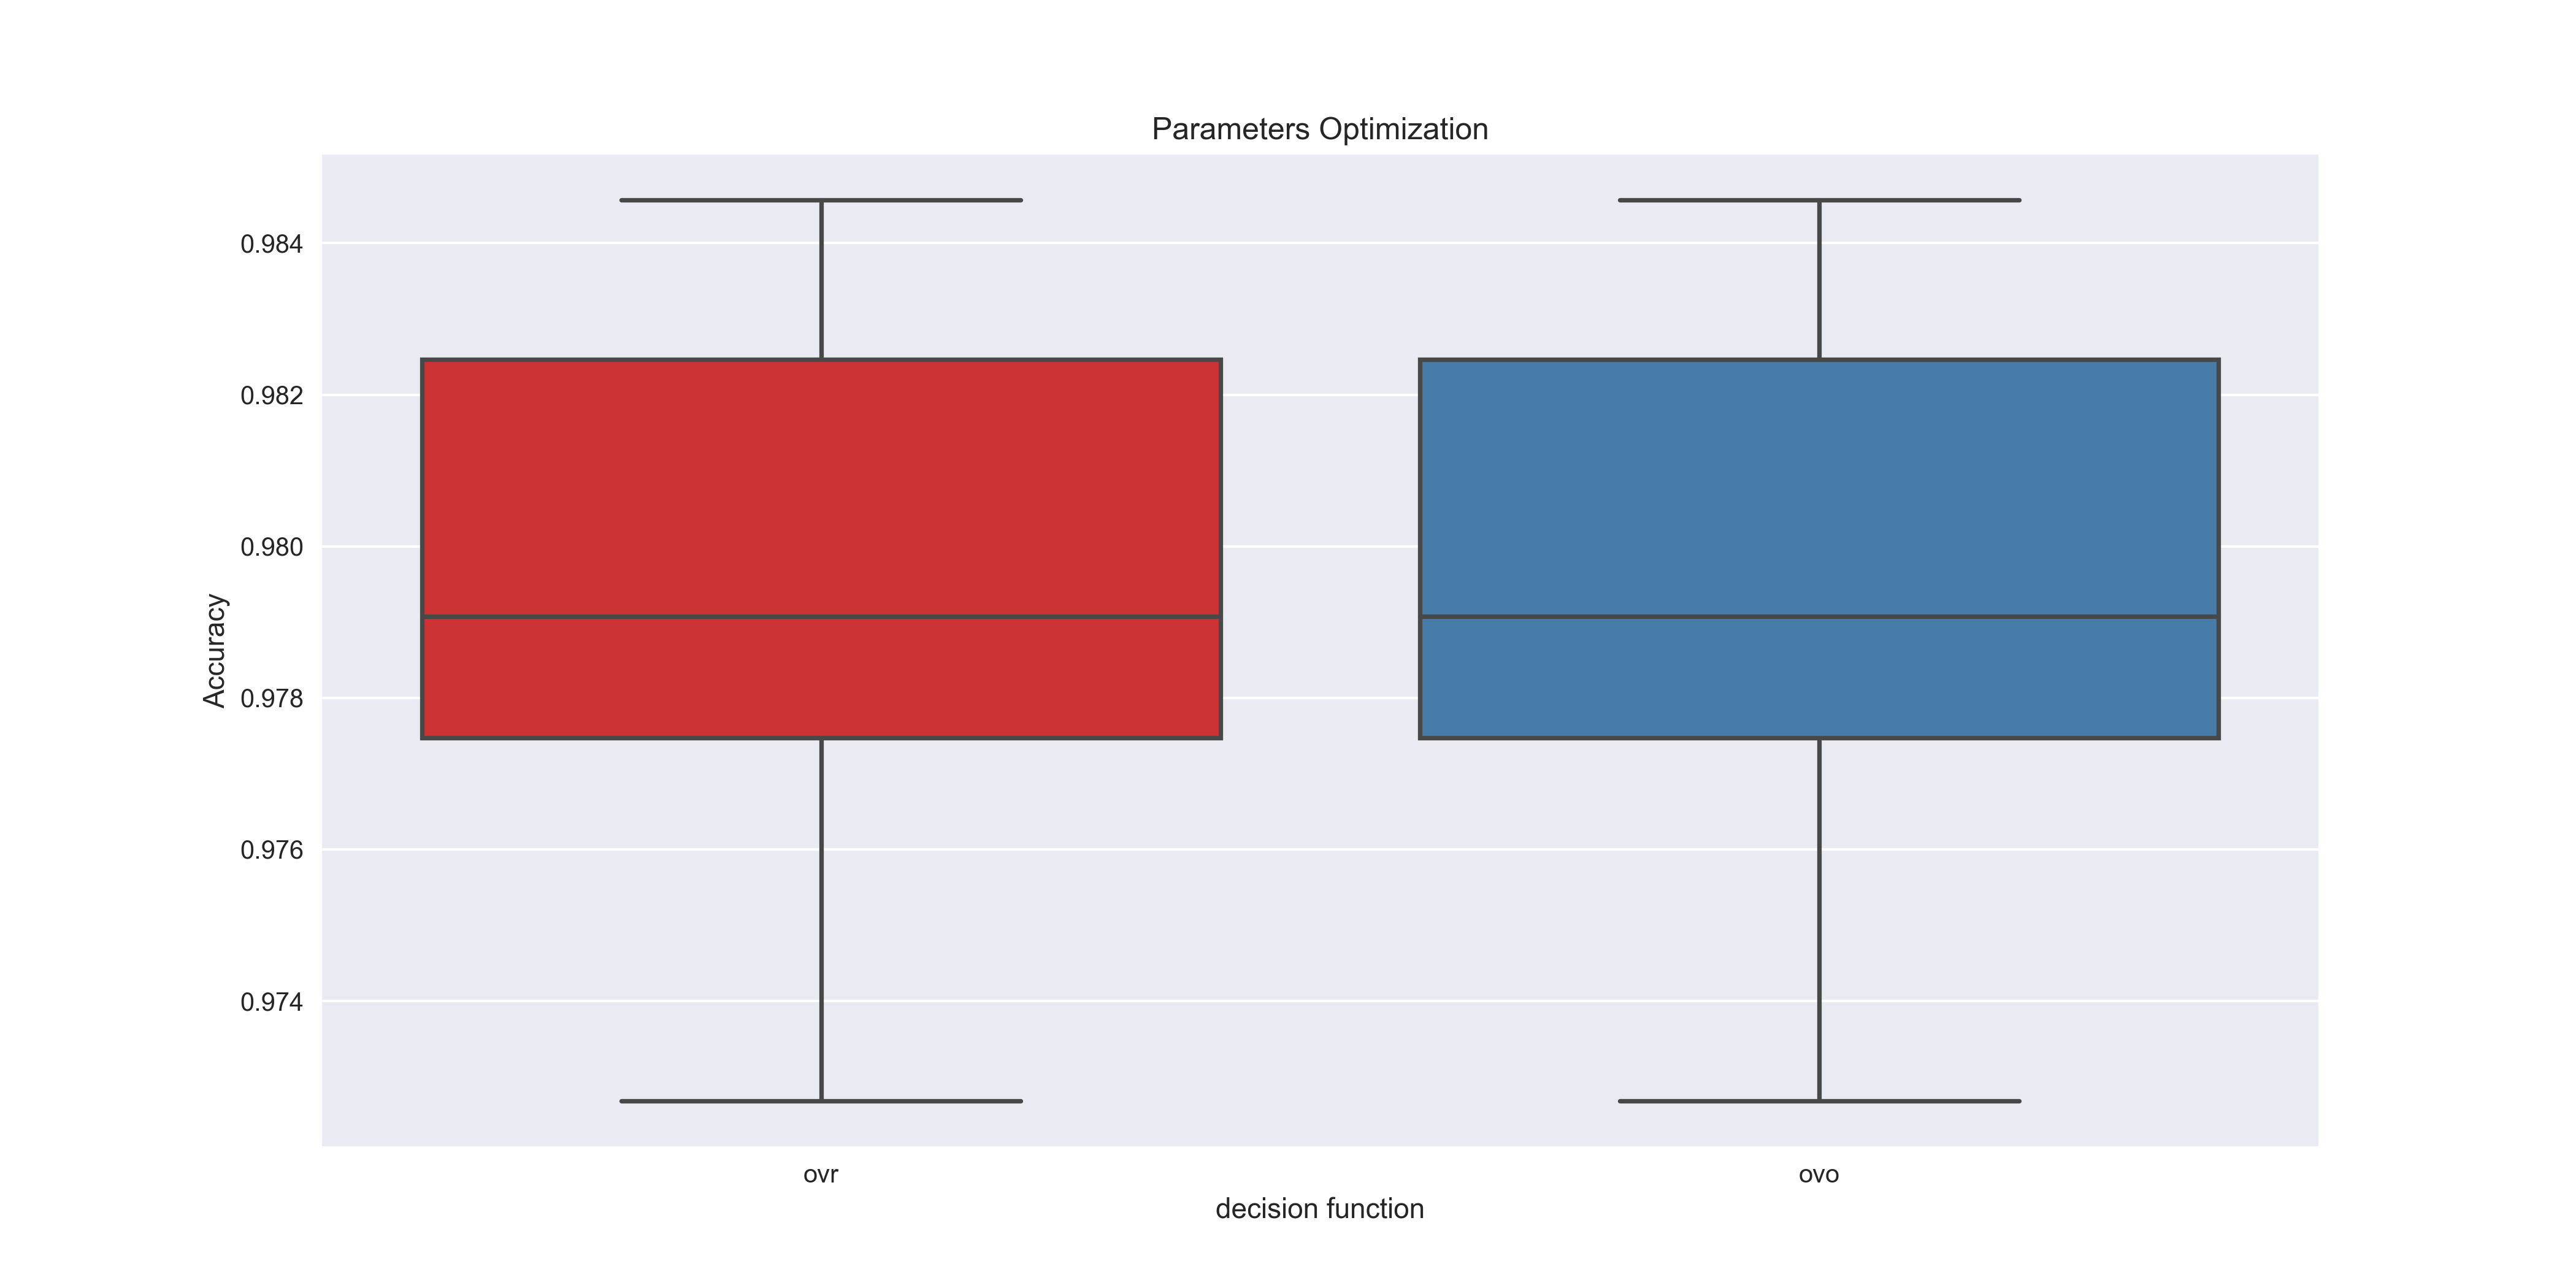 Parameters Optimization
0.984
0.982
0.980
0.978
0.976
0.974
Accuracy
ovr
ovo
decision function